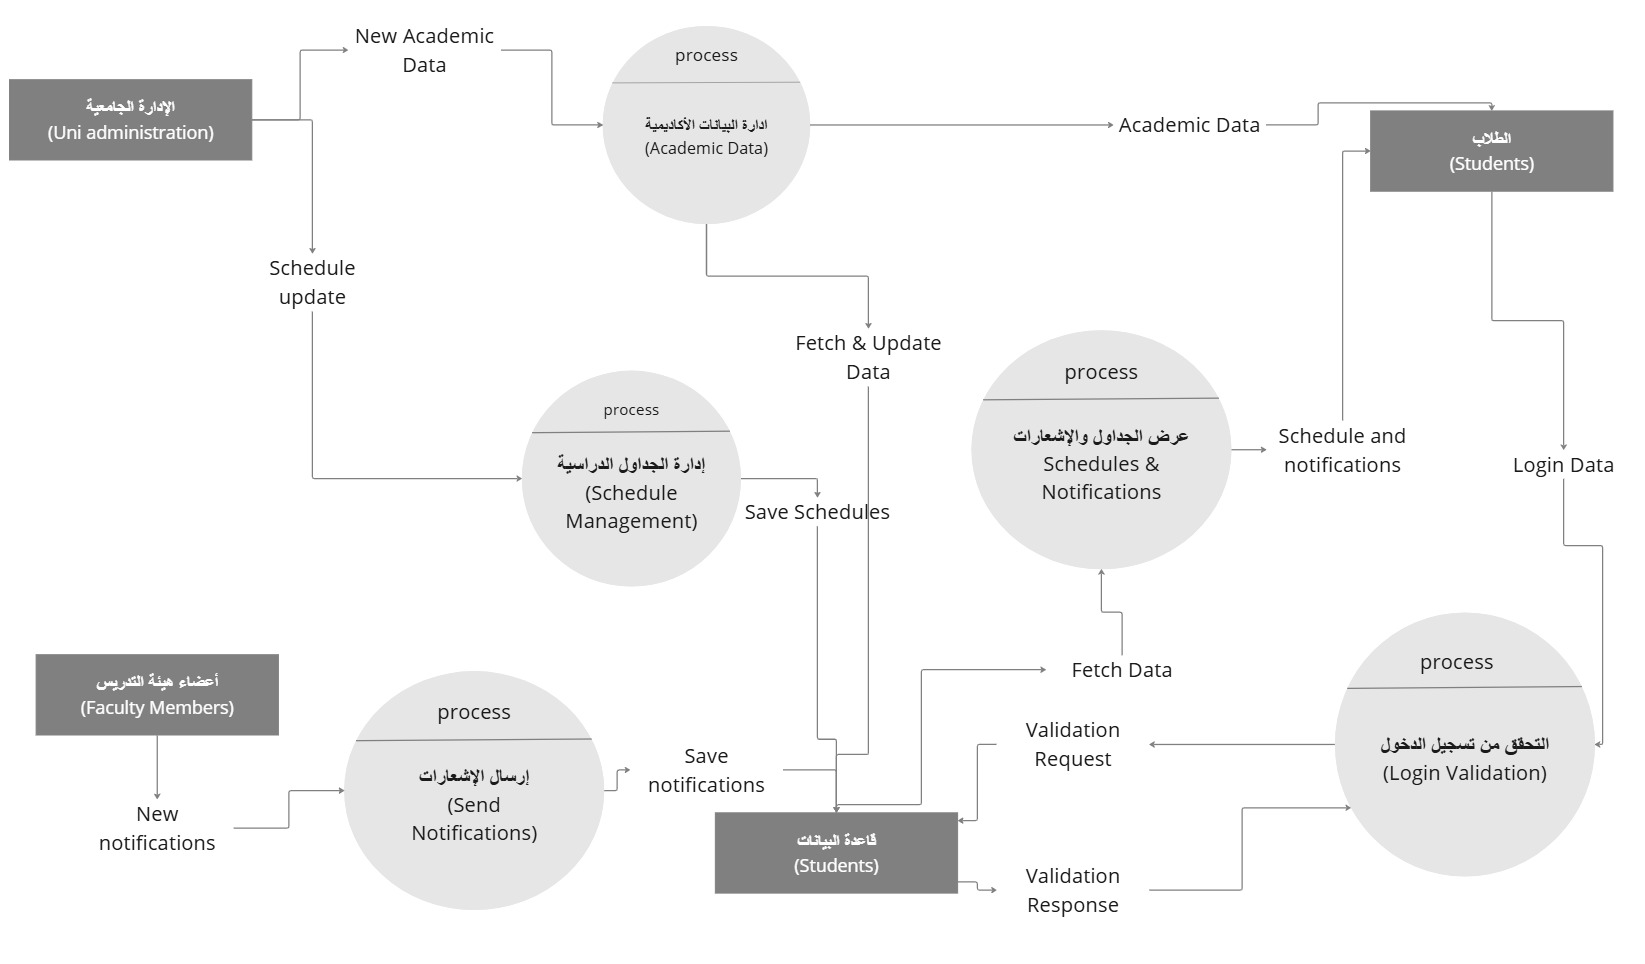 New Academic
Data
process
ادارة البيانات الأكاديمية
(Academic Data)
الإدارة الجامعية
(Uni administration)
Academic Data
الطلاب
(Students)
Schedule
update
Fetch & Update
Data
process
إدارة الجداول الدراسية
(Schedule
Management)
Save Schedules
process
عرض الجداول والإشعارات
Schedules &
Notifications
Schedule and
notifications
Login Data
أعضاء هيئة التدريس
(Faculty Members)
New
notifications
process
إرسال الإشعارات
(Send
Notifications)
Save
notifications
Fetch Data
Validation
Request
process
التحقق من تسجيل الدخول
(Login Validation)
قاعدة البيانات
(Students)
Validation
Response